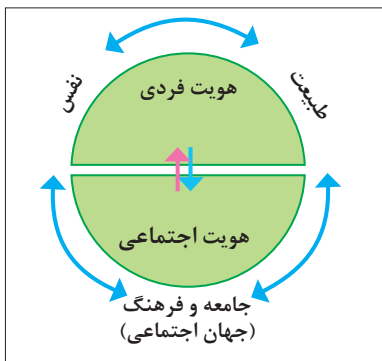 هویت فردی
طبیعت
نفس
هویت اجتماعی
جامعه و فرهنگ
(جهان اجتماعی)